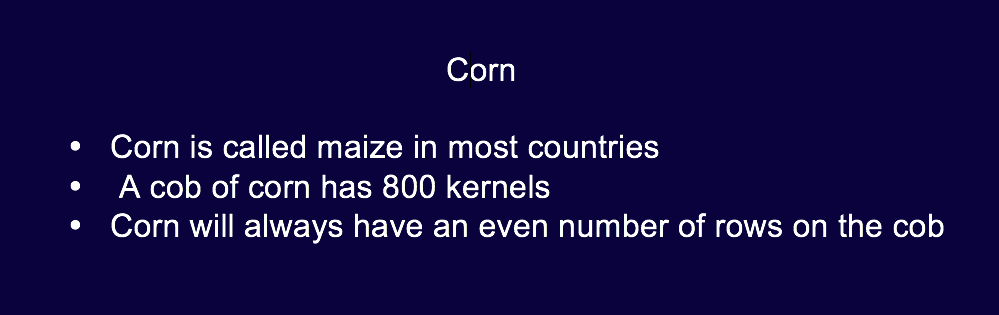 Corn
• Corn is called maize in most countries
• A cob of corn has 800 kernels
• Corn will always have an even number of rows on the cob